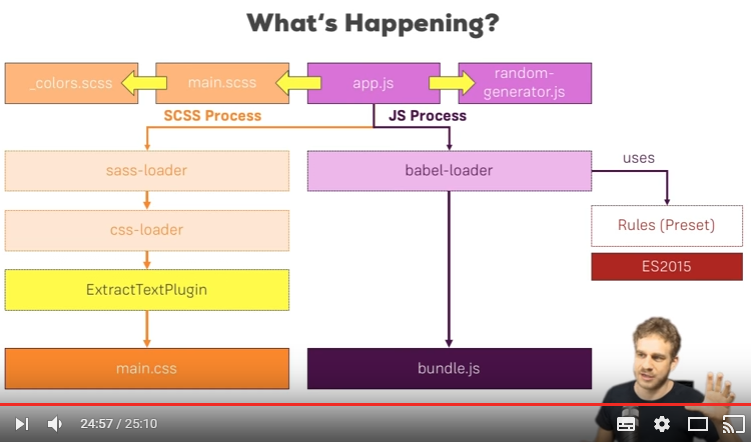 What's Happening?
_colors.scss
main.scss
app.js
random-
generator.js
SCSS Process
JS Process
sass-loader
babel-loader
uses
css-loader
Rules (Preset)
ES2015
ExtractTextPlugin
main.css
bundle.js
24:57 / 25:10